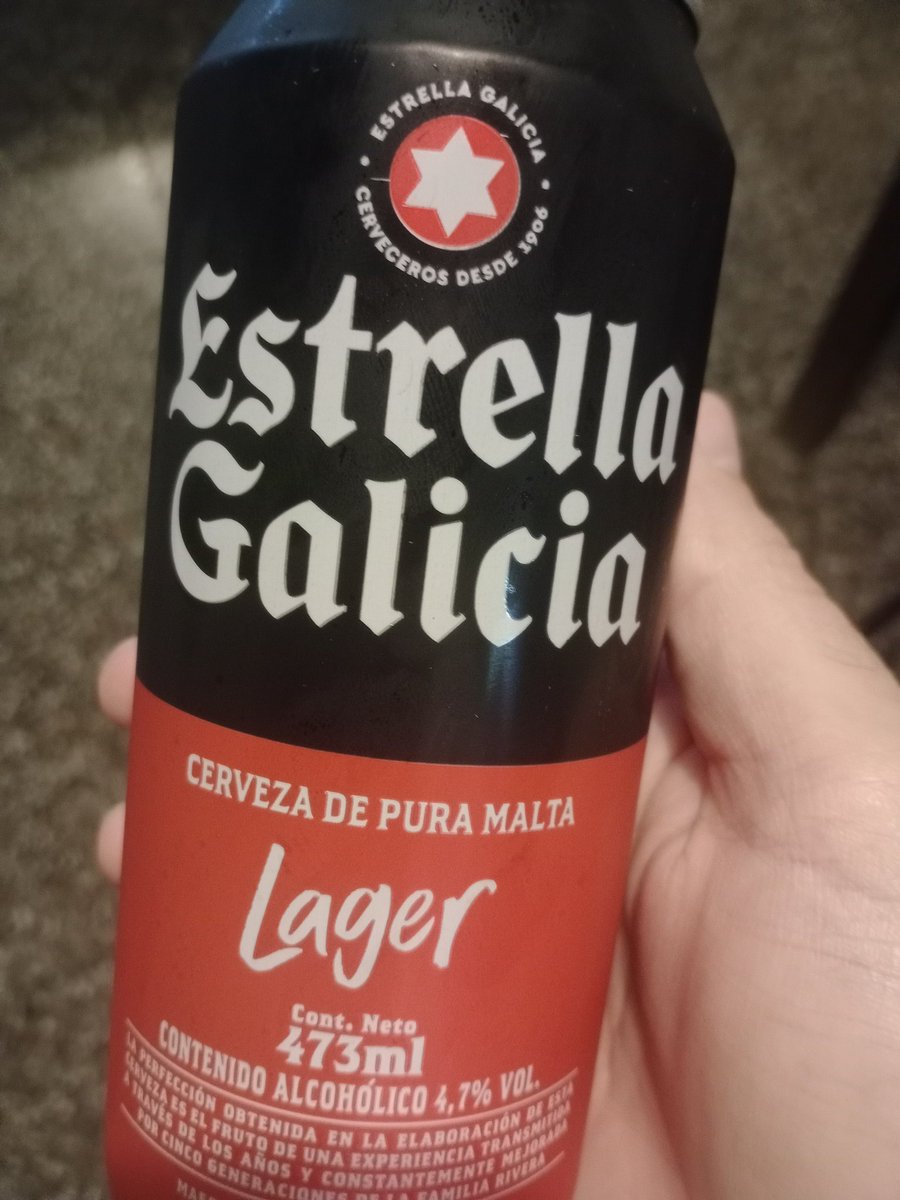 ESTRELLA GALICIA
CERVECEROS DESDE 1906
Estrella
Galicia
CERVEZA DE PURA MALTA
Lager
Cont. Neto
473ml
CONTENIDO ALCOHÓLICO 4,7% VOL.
LA PERFECCIÓN OBTENIDA EN LA ELABORACIÓN DE ESTA
CERVEZA ES EL FRUTO DE UNA EXPERIENCIA TRANSMITIDA
A TRAVÉS DE LOS AÑOS Y CONSTANTEMENTE MEJORADA
POR CINCO GENERACIONES DE LA FAMILIA RIVERA